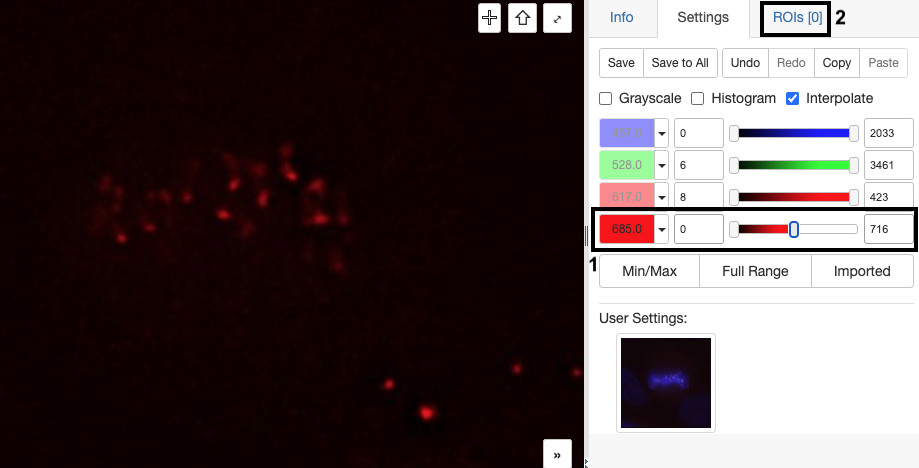 Info Settings ROIs [0] 2
Save Save to All Undo Redo Copy Paste
Grayscale Histogram Interpolate
457.0 0 2033
528.0 6 3461
617.0 8 423
685.0 0 716
1
Min/Max Full Range Imported
User Settings:
»